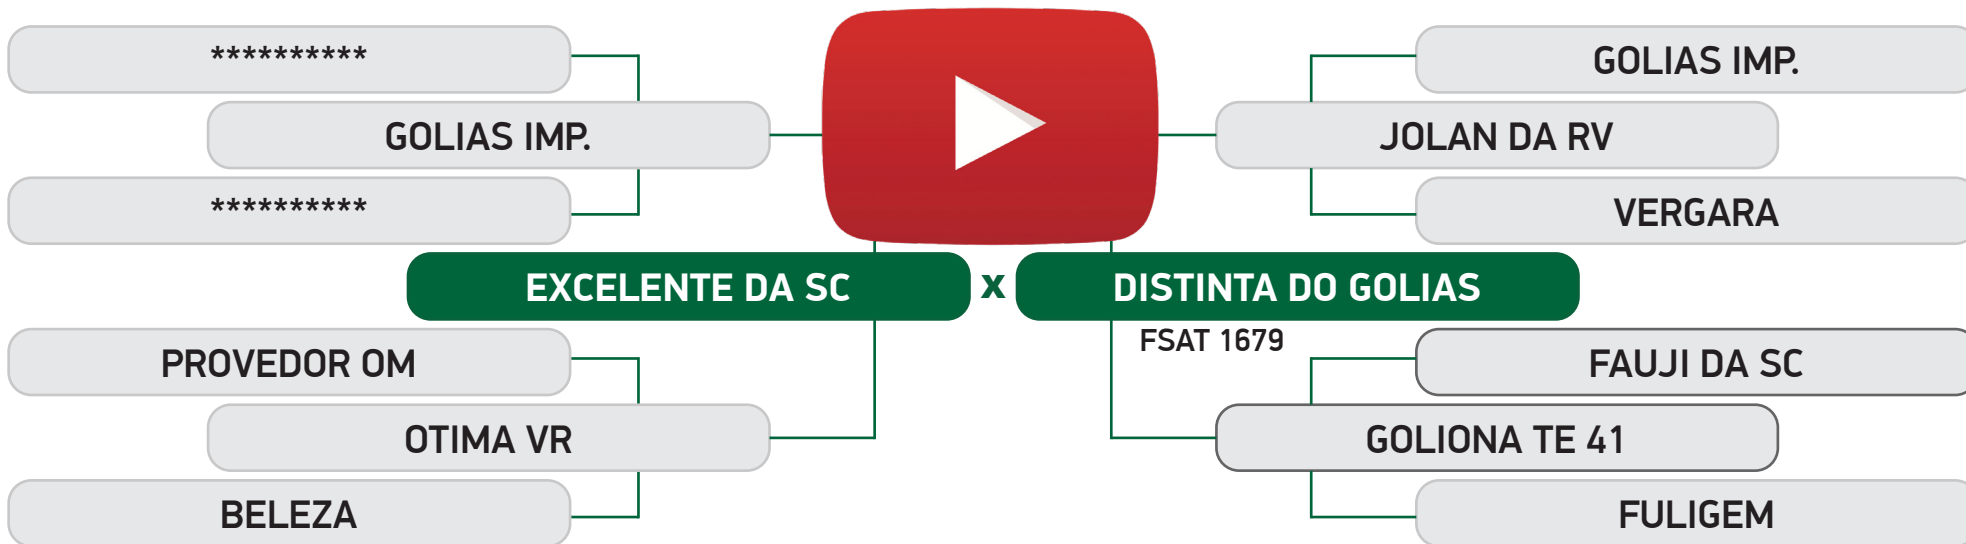 **********
GOLIAS IMP.
**********
GOLIAS IMP.
JOLAN DA RV
VERGARA
EXCELENTE DA SC x DISTINTA DO GOLIAS
FSAT 1679
PROVEDOR OM
OTIMA VR
BELEZA
FAUJI DA SC
GOLIONA TE 41
FULIGEM